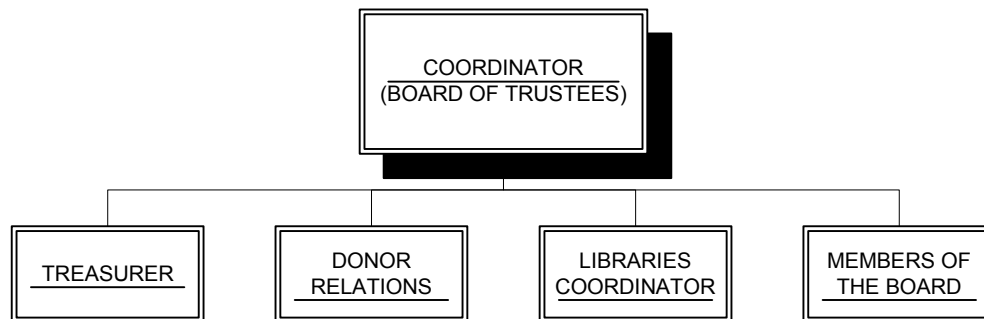 COORDINATOR
(BOARD OF TRUSTEES)
TREASURER
DONOR
RELATIONS
LIBRARIES
COORDINATOR
MEMBERS OF
THE BOARD